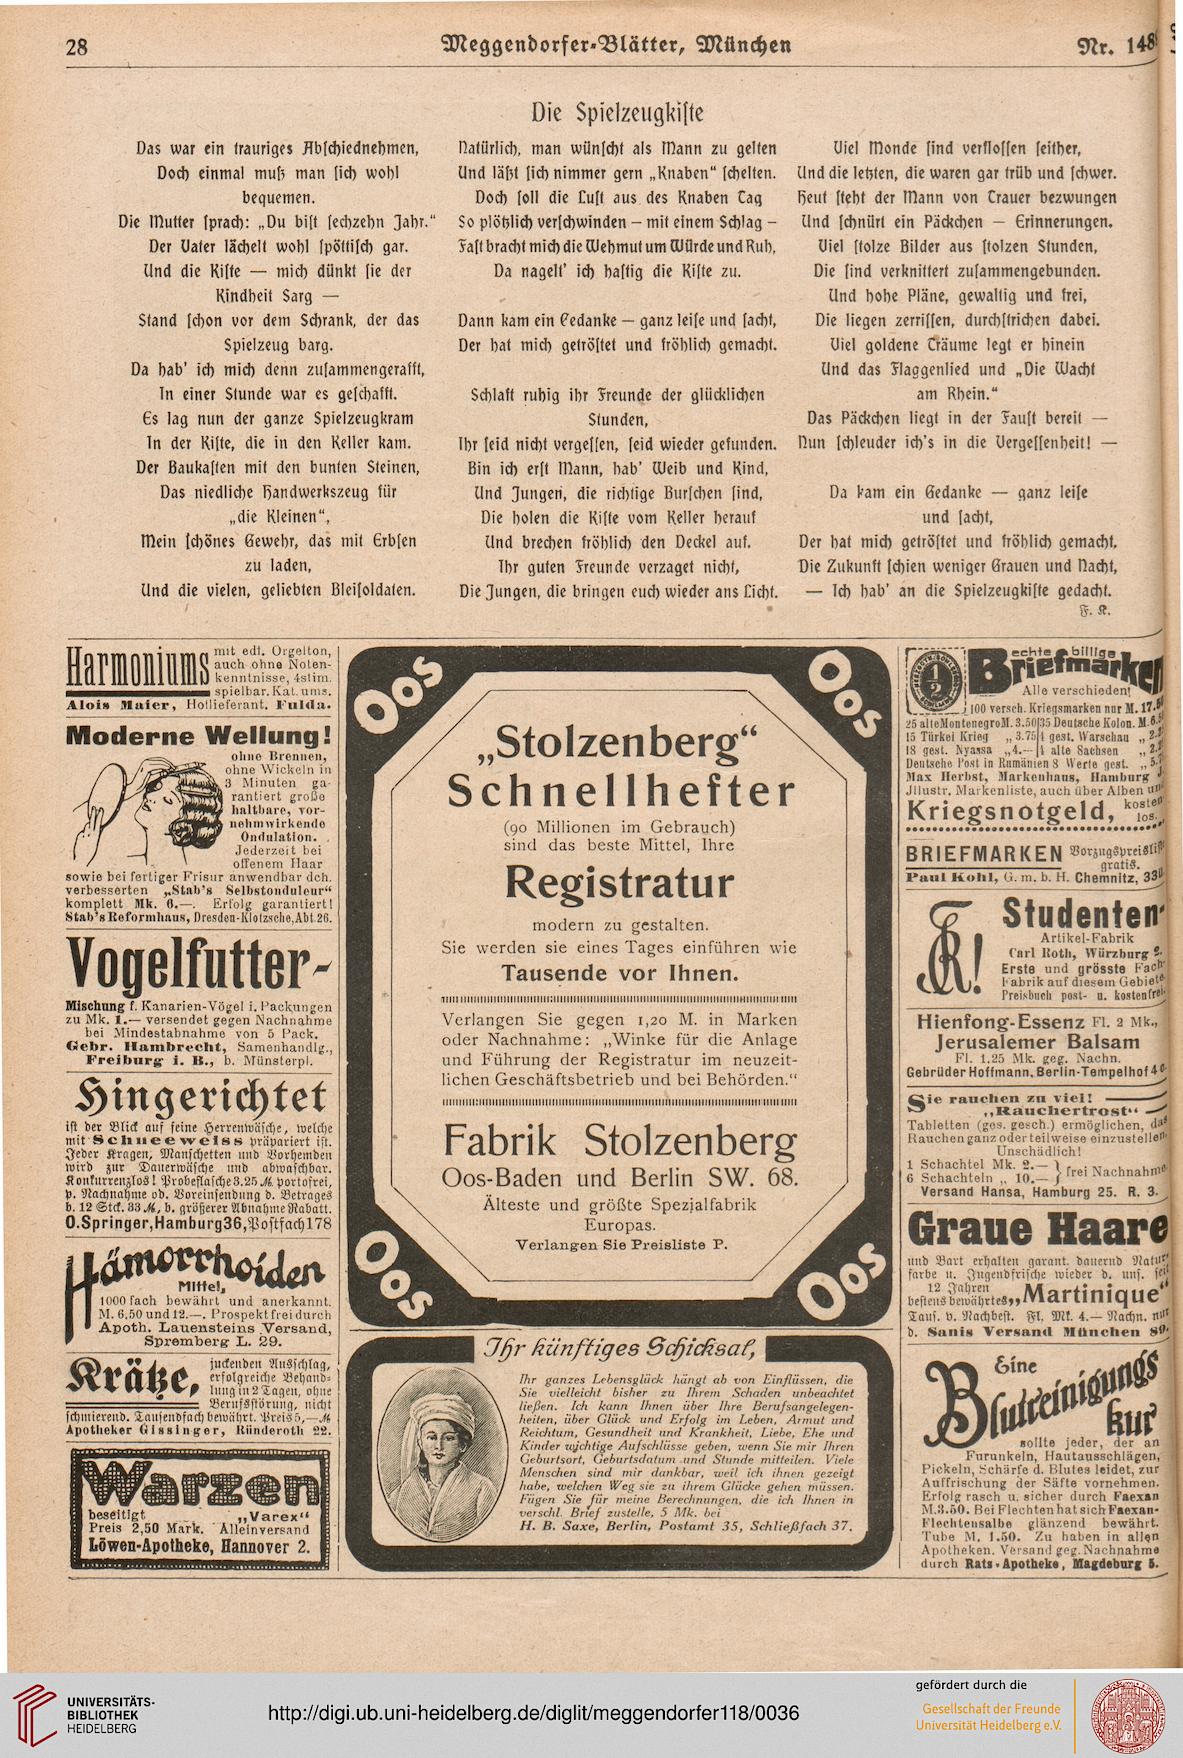 28
Meggendorfer-Blätter, München
Nr. 148
Die Spielzeugkiste
Das war ein trauriges Abschiednehmen,
Doch einmal muß man sich wohl
bequemen.
Die Mutter sprach: „Du bist sechzehn Jahr.“
Der Vater lächelt wohl spöttisch gar.
Und die Kiste — mich dünkt sie der
Kindheit Sarg —
Stand schon vor dem Schrank, der das
Spielzeug barg.
Da hab' ich mich denn zusammengerafft,
In einer Stunde war es geschafft.
Es lag nun der ganze Spielzeugkram
In der Kiste, die in den Keller kam.
Der Baukasten mit den bunten Steinen,
Das niedliche Handwerkszeug für
„die Kleinen“,
Mein schönes Gewehr, das mit Erbsen
zu laden,
Und die vielen, geliebten Bleisoldaten.
Natürlich, man wünscht als Mann zu gelten
Und läßt sich nimmer gern „Knaben“ schelten.
Doch soll die Lust aus des Knaben Tag
So plötzlich verschwinden — mit einem Schlag —
Fast bracht mich die Wehmut um Würde und Ruh,
Da nagelt' ich hastig die Kiste zu.
Dann kam ein Gedanke — ganz leise und sacht,
Der hat mich getröstet und fröhlich gemacht.
Schlaft ruhig ihr Freunde der glücklichen
Stunden,
Ihr seid nicht vergessen, seid wieder gefunden.
Bin ich erst Mann, hab' Weib und Kind,
Und Jungen, die richtige Burschen sind,
Die holen die Kiste vom Keller herauf
Und brechen fröhlich den Deckel auf.
Ihr guten Freunde verzaget nicht,
Die Jungen, die bringen euch wieder ans Licht.
Viel Monde sind verflossen seither,
Und die letzten, die waren gar trüb und schwer.
Heut steht der Mann von Trauer bezwungen
Und schnürt ein Päckchen — Erinnerungen.
Viel stolze Bilder aus stolzen Stunden,
Die sind verknittert zusammengebunden.
Und hohe Pläne, gewaltig und frei,
Die liegen zerrissen, durchstrichen dabei.
Viel goldene Träume legt er hinein
Und das Flaggenlied und „Die Wacht
am Rhein.“
Das Päckchen liegt in der Faust bereit —
Nun schleuder ich's in die Vergessenheit! —
Da kam ein Gedanke — ganz leise
und sacht,
Der hat mich getröstet und fröhlich gemacht.
Die Zukunft schien weniger Grauen und Nacht,
— Ich hab' an die Spielzeugkiste gedacht.
F. K.
Harmoniums
mit edl. Orgelton,
auch ohne Noten-
kenntnisse, 4stim.
spielbar. Kat. ums.
Alois Maier, Hoflieferant, Fulda.
Moderne Wellung!
ohne Brennen,
ohne Wickeln in
3 Minuten ga-
rantiert große
haltbare, vor-
nehmwirkende
Ondulation.
Jederzeit bei
offenem Haar
sowie bei fertiger Frisur anwendbar dch.
verbesserten „Stab's Selbstonduleur“
komplett Mk. 6.—. Erfolg garantiert!
Stab's Reformhaus, Dresden-Klotzsche, Abt. 26.
Vogelfutter-
Mischung f. Kanarien-Vögel i. Packungen
zu Mk. 1.— versendet gegen Nachnahme
bei Mindestabnahme von 5 Pack.
Gebr. Hambrecht, Samenhandlg.,
Freiburg i. B., b. Münsterpl.
Hingerichtet
ist der Blick auf seine Herrenwäsche, welche
mit Schneeweiss präpariert ist.
Jeder Kragen, Manschetten und Vorhemden
wird zur Dauerwäsche und abwaschbar.
Konkurrenzlos! 1 Probeflasche 3.25 M. portofrei,
p. Nachnahme od. Voreinsendung d. Betrages
b. 12 Stck. 33 M, b. größerer Abnahme Rabatt.
O. Springer, Hamburg 36, Postfach 178
Hämorrhoiden
Mittel,
1000 fach bewährt und anerkannt.
M. 6.50 und 12.—. Prospekt frei durch
Apoth. Lauensteins Versand,
Spremberg L. 29.
Krätze,
juckenden Ausschlag,
erfolgreiche Behand-
lung in 2 Tagen, ohne
Berufsstörung, nicht
schmierend. Tausendfach bewährt. Preis 5,— M
Apotheker Gissinger, Ründeroth 22.
Warzen
beseitigt „Varex“
Preis 2,50 Mark. Alleinversand
Löwen-Apotheke, Hannover 2.
Oos
Oos
„Stolzenberg“
Schnellhefter
(90 Millionen im Gebrauch)
sind das beste Mittel, Ihre
Registratur
modern zu gestalten.
Sie werden sie eines Tages einführen wie
Tausende vor Ihnen.
Verlangen Sie gegen 1,20 M. in Marken
oder Nachnahme: „Winke für die Anlage
und Führung der Registratur im neuzeit-
lichen Geschäftsbetrieb und bei Behörden.“
Fabrik Stolzenberg
Oos-Baden und Berlin SW. 68.
Älteste und größte Spezialfabrik
Europas.
Verlangen Sie Preisliste P.
Oos
Oos
Ihr künftiges Schicksal,
Ihr ganzes Lebensglück hängt ab von Einflüssen, die
Sie vielleicht bisher zu Ihrem Schaden unbeachtet
ließen. Ich kann Ihnen über Ihre Berufsangelegen-
heiten, über Glück und Erfolg im Leben, Armut und
Reichtum, Gesundheit und Krankheit, Liebe, Ehe und
Kinder wichtige Aufschlüsse geben, wenn Sie mir Ihren
Geburtsort, Geburtsdatum und Stunde mitteilen. Viele
Menschen sind mir dankbar, weil ich ihnen gezeigt
habe, welchen Weg sie zu ihrem Glücke gehen müssen.
Fügen Sie für meine Berechnungen, die ich Ihnen in
verschl. Brief zustelle, 5 Mk. bei
H. B. Saxe, Berlin, Postamt 35, Schließfach 37.
echte billige
Briefmarken
Alle verschieden!
100 versch. Kriegsmarken nur M. 17.
25 alte Montenegro M. 3.50 35 Deutsche Kolon. M. 6.
15 Türkei Krieg „ 3.75 4 gest. Warschau „ 2.
18 gest. Nyassa „ 4.— 4 alte Sachsen „ 2.
Deutsche Post in Rumänien 8 Werte gest. „ 5.
Max Herbst, Markenhaus, Hamburg
Jllustr. Markenliste, auch über Alben und
Kriegsnotgeld, kosten
los.
BRIEFMARKEN Vorzugspreisliste
gratis.
Paul Kohl, G. m. b. H. Chemnitz, 33
Studenten-
Artikel-Fabrik
Carl Roth, Würzburg 2.
Erste und grösste Fach-
Fabrik auf diesem Gebiete.
Preisbuch post- u. kostenfrei.
Hienfong-Essenz Fl. 2 Mk.,
Jerusalemer Balsam
Fl. 1.25 Mk. geg. Nachn.
Gebrüder Hoffmann, Berlin-Tempelhof 4
Sie rauchen zu viel!
„Rauchertrost“
Tabletten (ges. gesch.) ermöglichen, das
Rauchen ganz oder teilweise einzustellen.
Unschädlich!
1 Schachtel Mk. 2.—
6 Schachteln „ 10.— frei Nachnahme
Versand Hansa, Hamburg 25. R. 3.
Graue Haare
und Bart erhalten garant. dauernd Natur-
farbe u. Jugendfrische wieder d. uns. seit
12 Jahren
bestens bewährtes „Martinique“
Taus. v. Nachbest. Fl. Mk. 4.— Nachn. nur
d. Sanis Versand München
Eine
Blutreinigungs
kur
sollte jeder, der an
Furunkeln, Hautausschlägen,
Pickeln, Schärfe d. Blutes leidet, zur
Auffrischung der Säfte vornehmen.
Erfolg rasch u. sicher durch Faexan
M. 3.50. Bei Flechten hat sich Faexan-
Flechtensalbe glänzend bewährt.
Tube M. 1.50. Zu haben in allen
Apotheken. Versand geg. Nachnahme
durch Rats-Apotheke, Magdeburg 5.
UNIVERSITÄTS-
BIBLIOTHEK
HEIDELBERG
http://digi.ub.uni-heidelberg.de/diglit/meggendorfer118/0036
gefördert durch die
Gesellschaft der Freunde
Universität Heidelberg e.V.